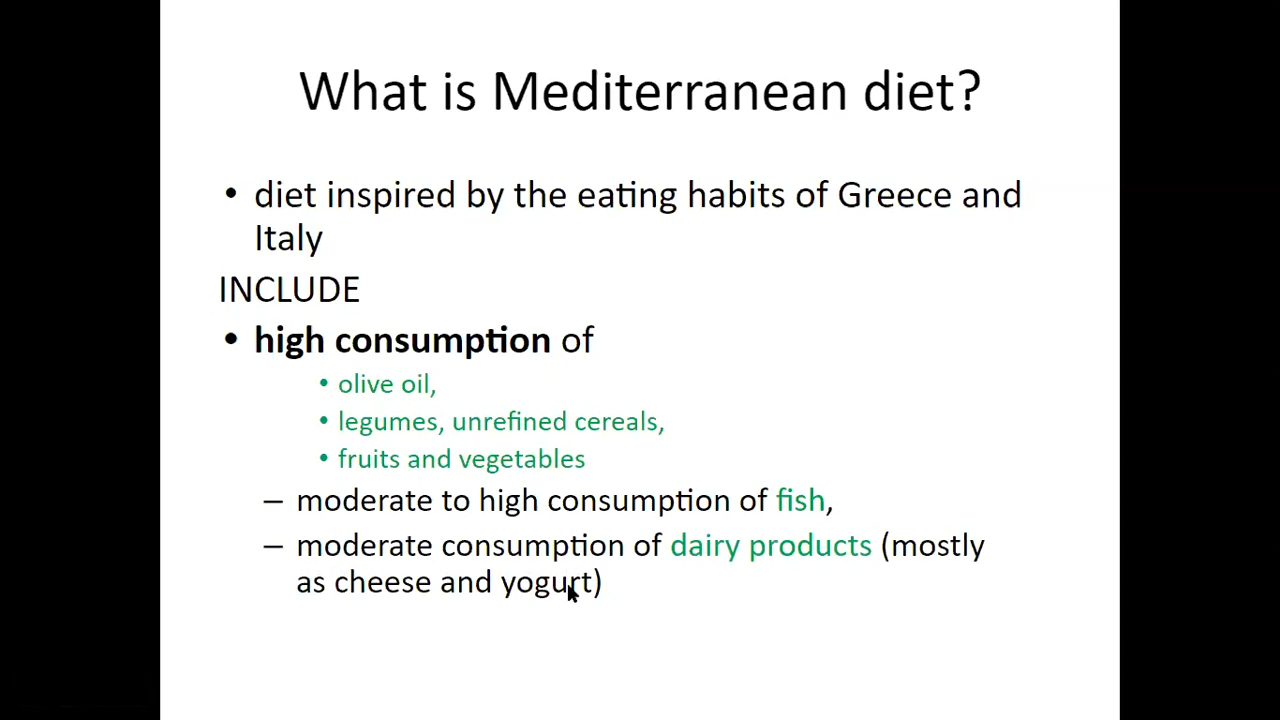 What is Mediterranean diet?
• diet inspired by the eating habits of Greece and
Italy
INCLUDE
• high consumption of
• olive oil,
• legumes, unrefined cereals,
• fruits and vegetables
– moderate to high consumption of fish,
– moderate consumption of dairy products (mostly
as cheese and yogurt)